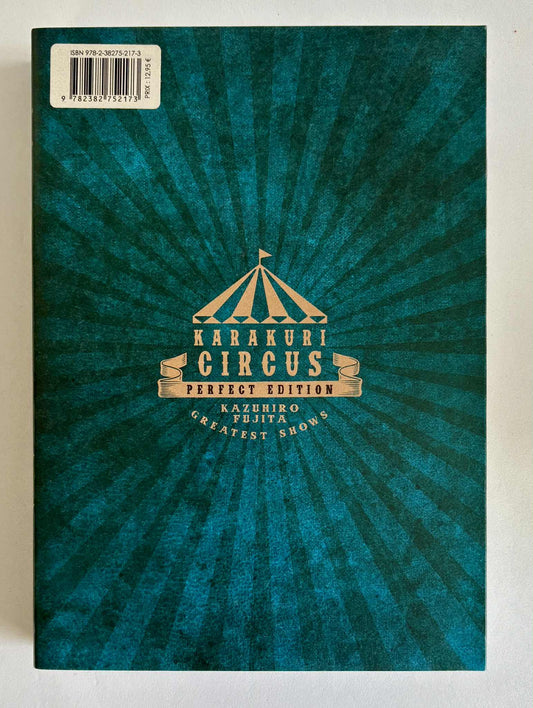 ISBN 978-2-38275-217-3
9 782382 752173
PRIX : 12,95 €
KARAKURI
CIRCUS
PERFECT EDITION
KAZUHIRO
FUJITA
GREATEST SHOWS